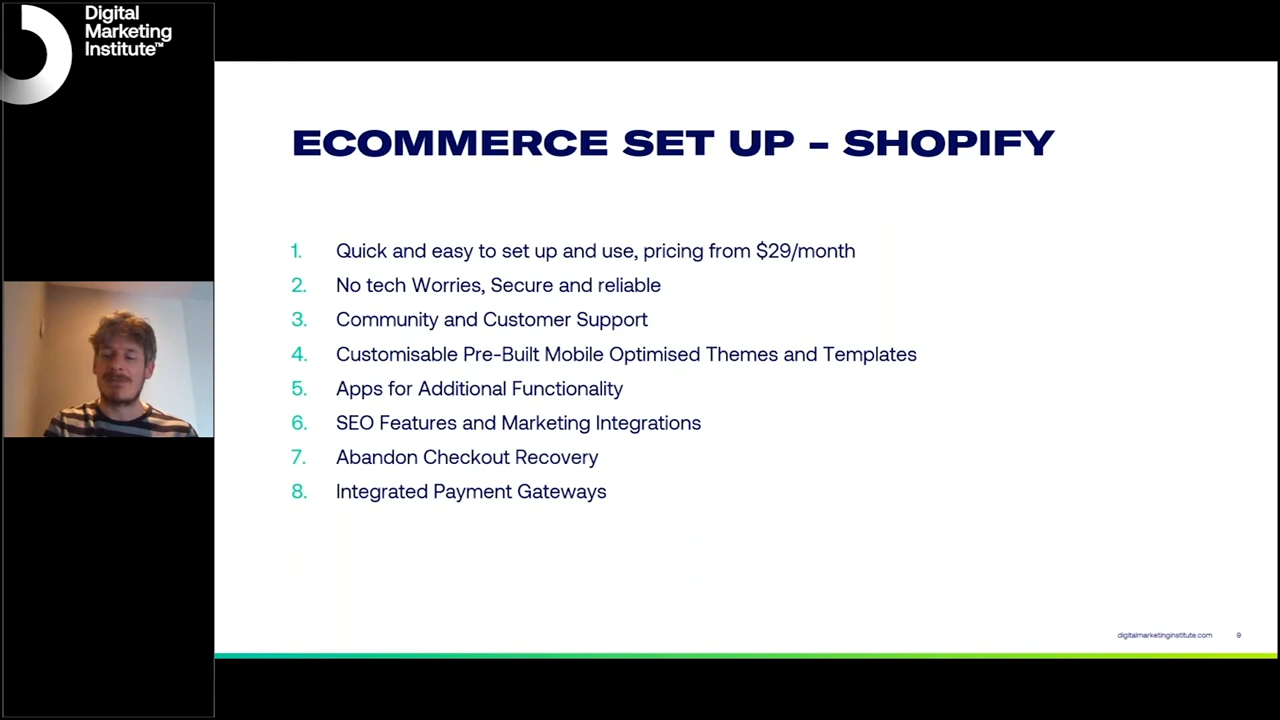 Digital
Marketing
Institute™
ECOMMERCE SET UP – SHOPIFY
1. Quick and easy to set up and use, pricing from $29/month
2. No tech Worries, Secure and reliable
3. Community and Customer Support
4. Customisable Pre-Built Mobile Optimised Themes and Templates
5. Apps for Additional Functionality
6. SEO Features and Marketing Integrations
7. Abandon Checkout Recovery
8. Integrated Payment Gateways
digitalmarketinginstitute.com 9